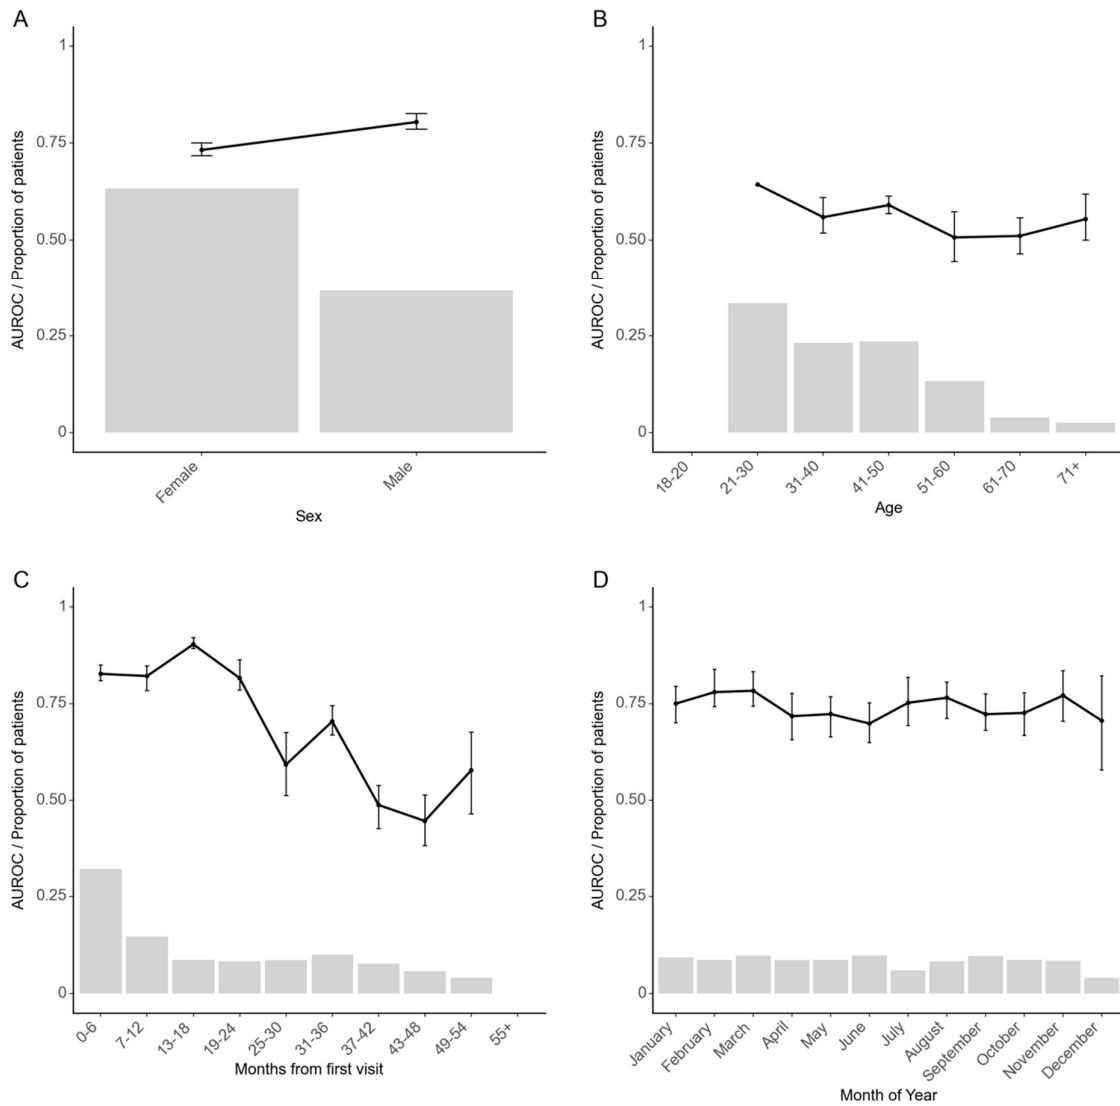 A
AUROC / Proportion of patients
1
0.75
0.50
0.25
0
Female
Male
Sex
B
AUROC / Proportion of patients
1
0.75
0.50
0.25
0
18-20
21-30
31-40
41-50
51-60
61-70
71+
Age
C
AUROC / Proportion of patients
1
0.75
0.50
0.25
0
0-6
7-12
13-18
19-24
25-30
31-36
37-42
43-48
49-54
55+
Months from first visit
D
AUROC / Proportion of patients
1
0.75
0.50
0.25
0
January
February
March
April
May
June
July
August
September
October
November
December
Month of Year